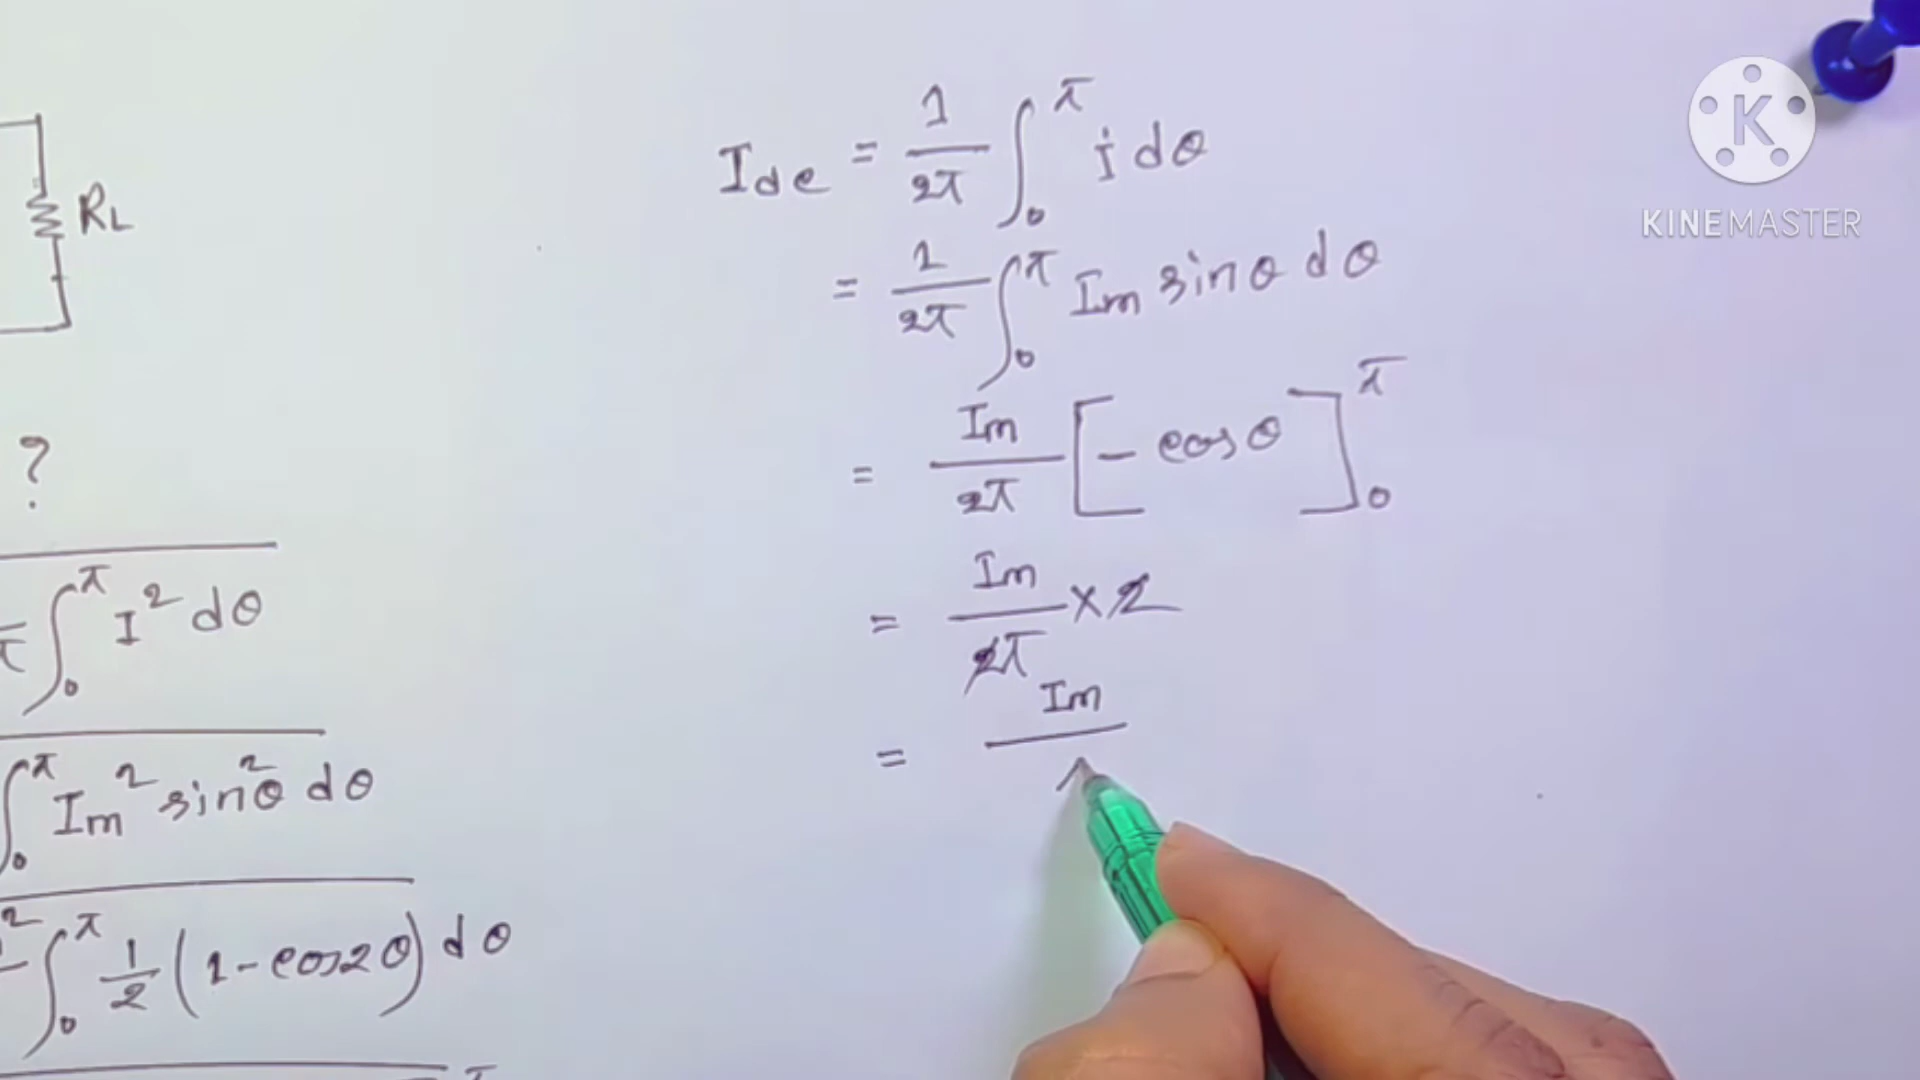 RL
?
∫₀^π I² dθ
∫₀^π Im² sin²θ dθ
∫₀^π 1/2 (1 - cos2θ) dθ
Idc = 1/2π ∫₀^π i dθ
= 1/2π ∫₀^π Im sinθ dθ
= Im/2π [- cosθ]₀^π
= Im/2π × 2
= Im/
K
KINEMASTER